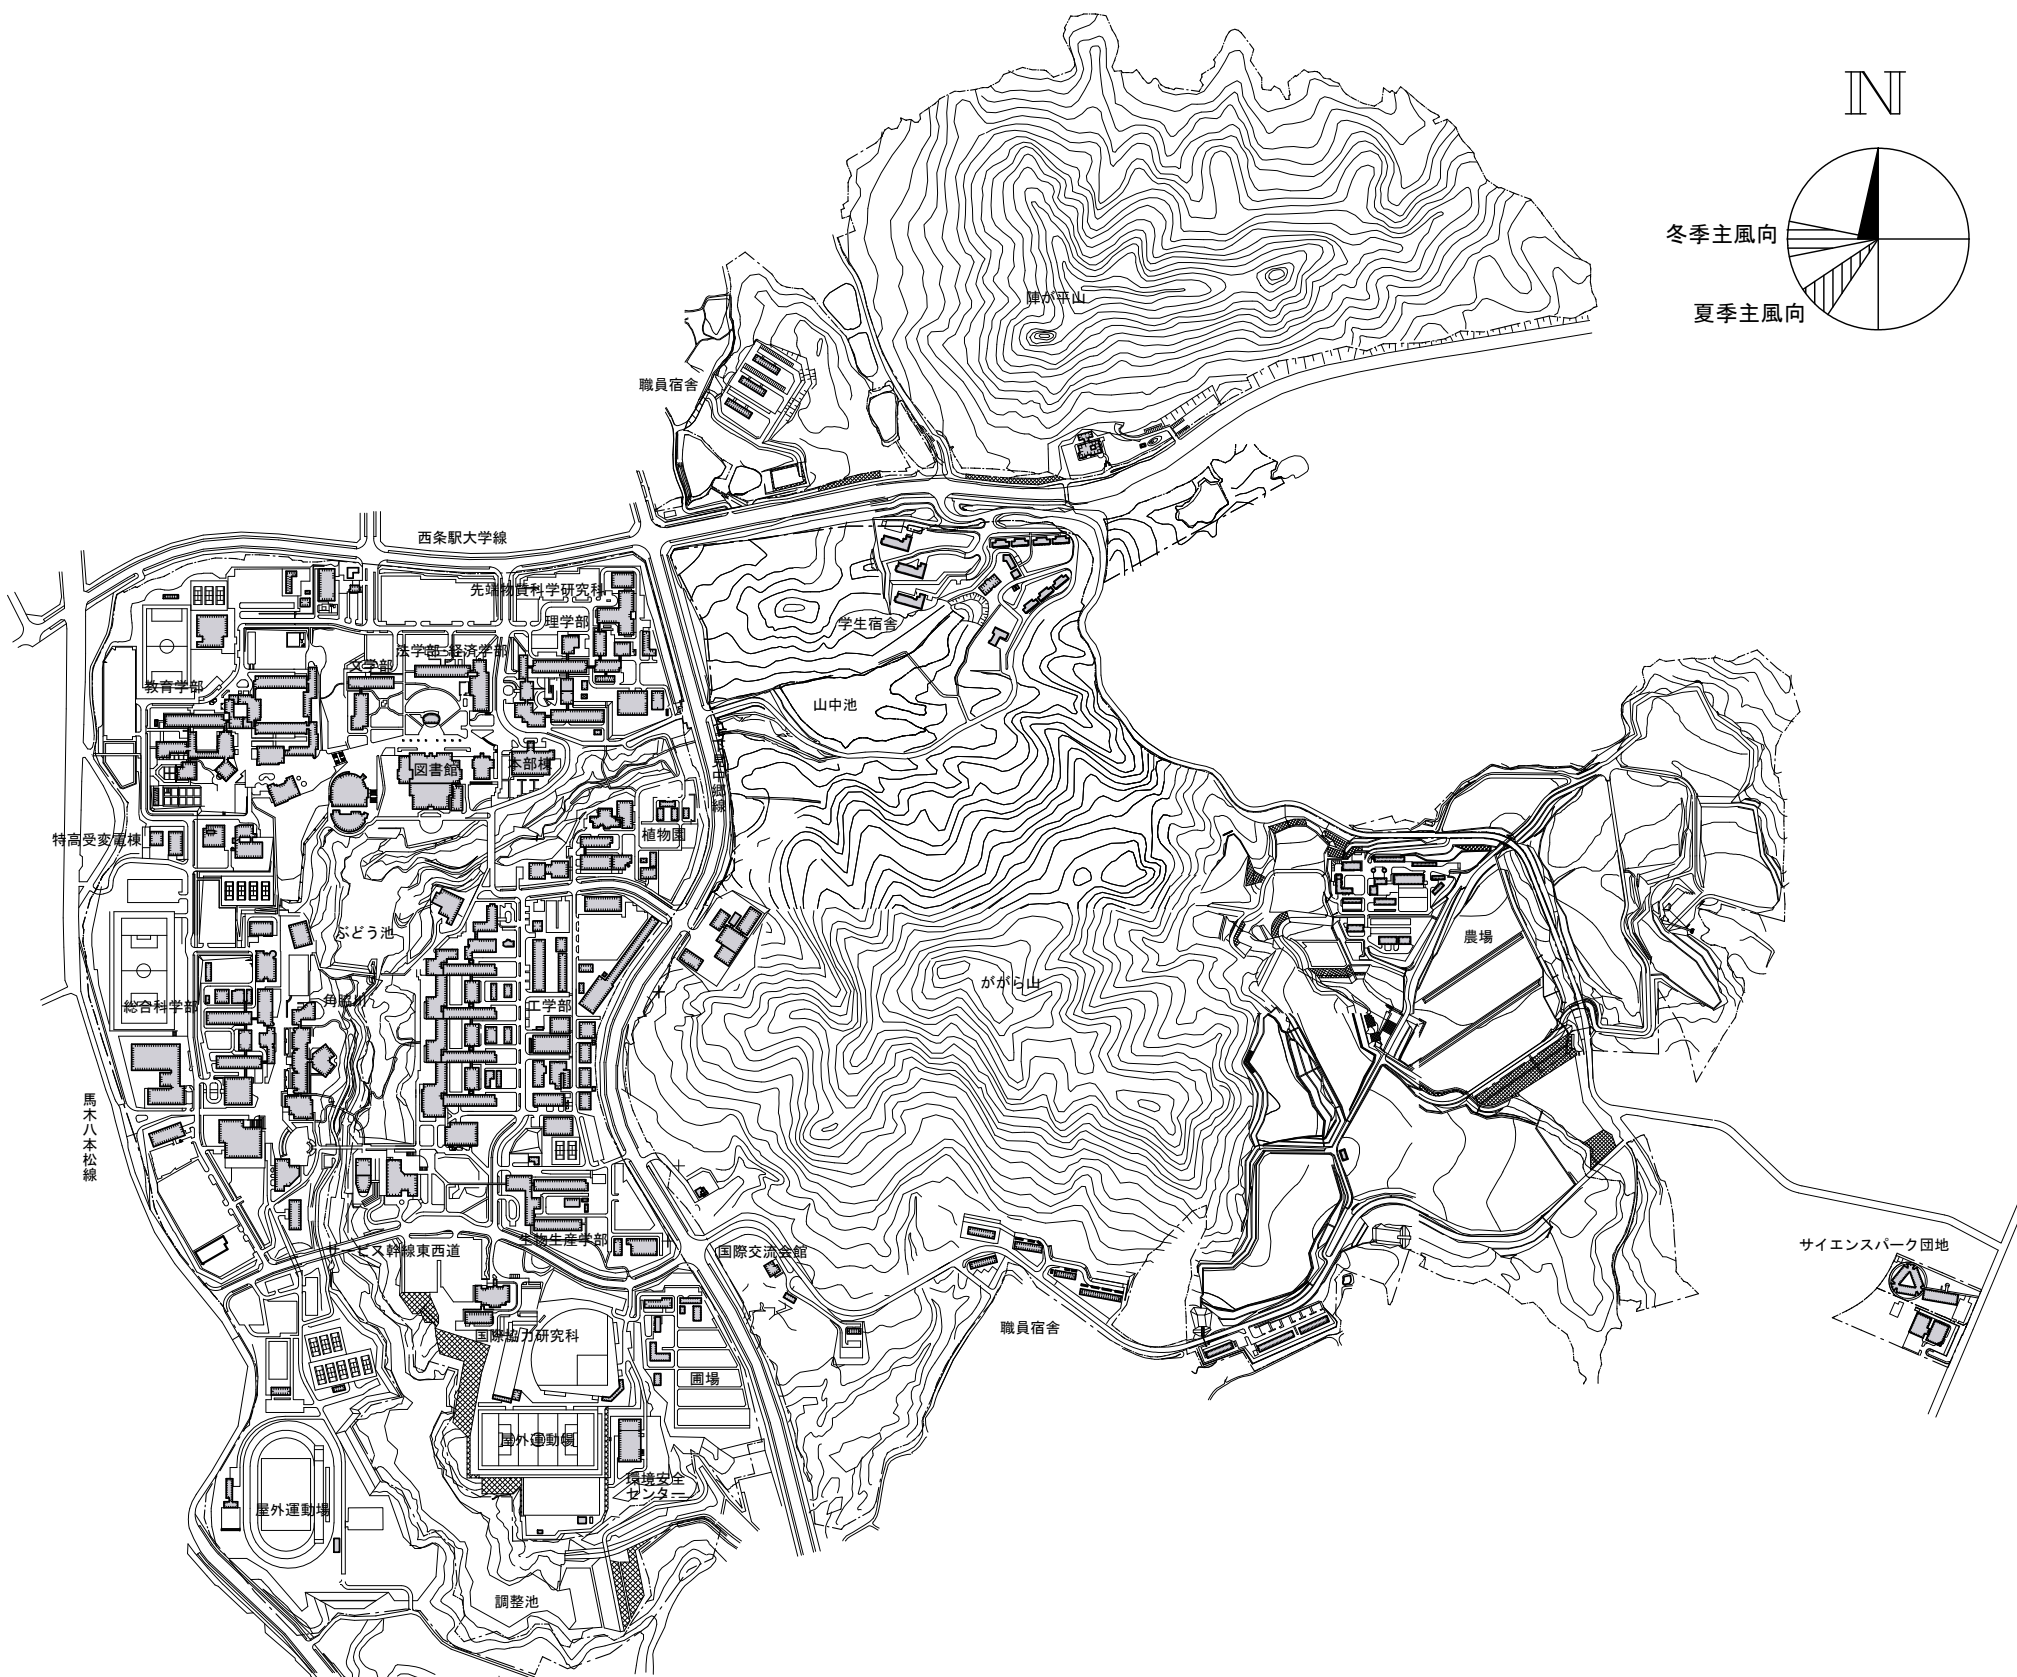 N
冬季主風向
夏季主風向
陣が平山
職員宿舎
西条駅大学線
先端物質科学研究科
理学部
学生宿舎
法学部・経済学部
文学部
教育学部
山中池
図書館
本部棟
植物園
特高受変電棟
ぶどう池
農場
ががら山
角脇川
総合科学部
工学部
馬木八本松線
生物生産学部
サービス幹線東西道
国際交流会館
サイエンスパーク団地
職員宿舎
国際協力研究科
圃場
屋外運動場
環境安全
センター
屋外運動場
調整池